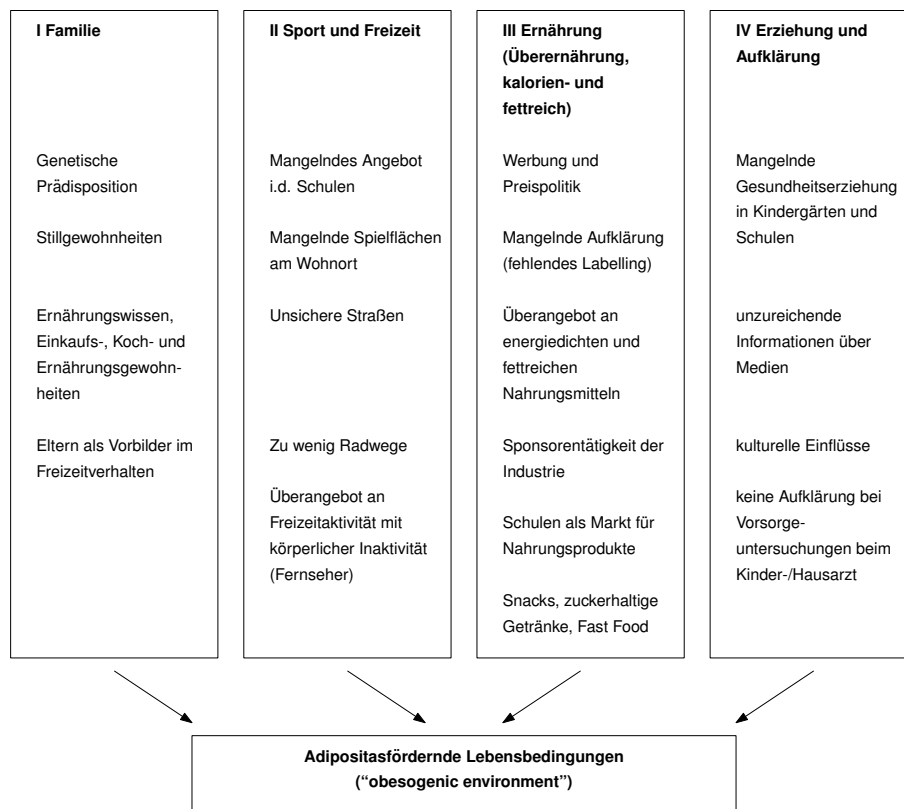 I Familie
Genetische
Prädisposition
Stillgewohnheiten
Ernährungswissen,
Einkaufs-, Koch- und
Ernährungsgewohn-
heiten
Eltern als Vorbilder im
Freizeitverhalten
II Sport und Freizeit
Mangelndes Angebot
i.d. Schulen
Mangelnde Spielflächen
am Wohnort
Unsichere Straßen
Zu wenig Radwege
Überangebot an
Freizeitaktivität mit
körperlicher Inaktivität
(Fernseher)
III Ernährung
(Überernährung,
kalorien- und
fettreich)
Werbung und
Preispolitik
Mangelnde Aufklärung
(fehlendes Labelling)
Überangebot an
energiedichten und
fettreichen
Nahrungsmitteln
Sponsorentätigkeit der
Industrie
Schulen als Markt für
Nahrungsprodukte
Snacks, zuckerhaltige
Getränke, Fast Food
IV Erziehung und
Aufklärung
Mangelnde
Gesundheitserziehung
in Kindergärten und
Schulen
unzureichende
Informationen über
Medien
kulturelle Einflüsse
keine Aufklärung bei
Vorsorge-
untersuchungen beim
Kinder-/Hausarzt
Adipositasfördernde Lebensbedingungen
(“obesogenic environment”)